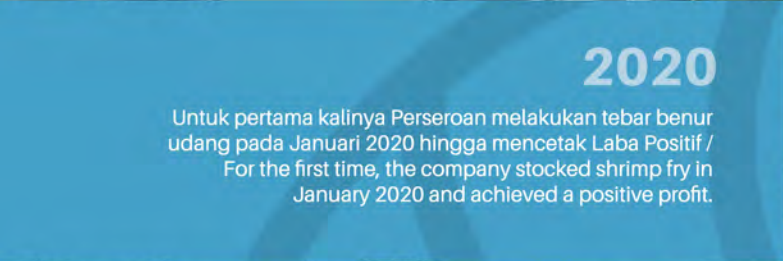 2020
Untuk pertama kalinya Perseroan melakukan tebar benur
udang pada Januari 2020 hingga mencetak Laba Positif /
For the first time, the company stocked shrimp fry in
January 2020 and achieved a positive profit.